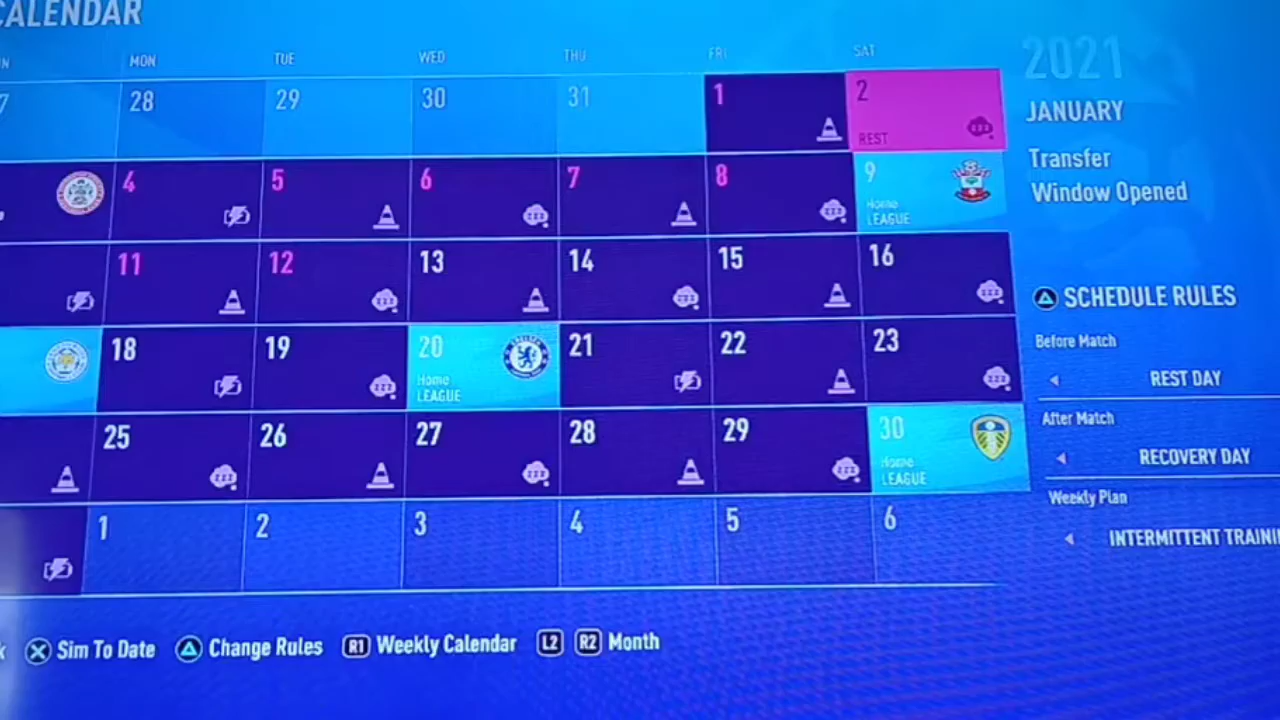 CALENDAR
MON TUE WED THU FRI SAT
2021
JANUARY
Transfer
Window Opened
7 28 29 30 31 1 2
REST
4 5 6 7 8 9
Home
LEAGUE
11 12 13 14 15 16
18 19 20 21 22 23
Home
LEAGUE
25 26 27 28 29 30
Home
LEAGUE
1 2 3 4 5 6
SCHEDULE RULES
Before Match
REST DAY
After Match
RECOVERY DAY
Weekly Plan
INTERMITTENT TRAINI
Sim To Date Change Rules R1 Weekly Calendar L2 R2 Month